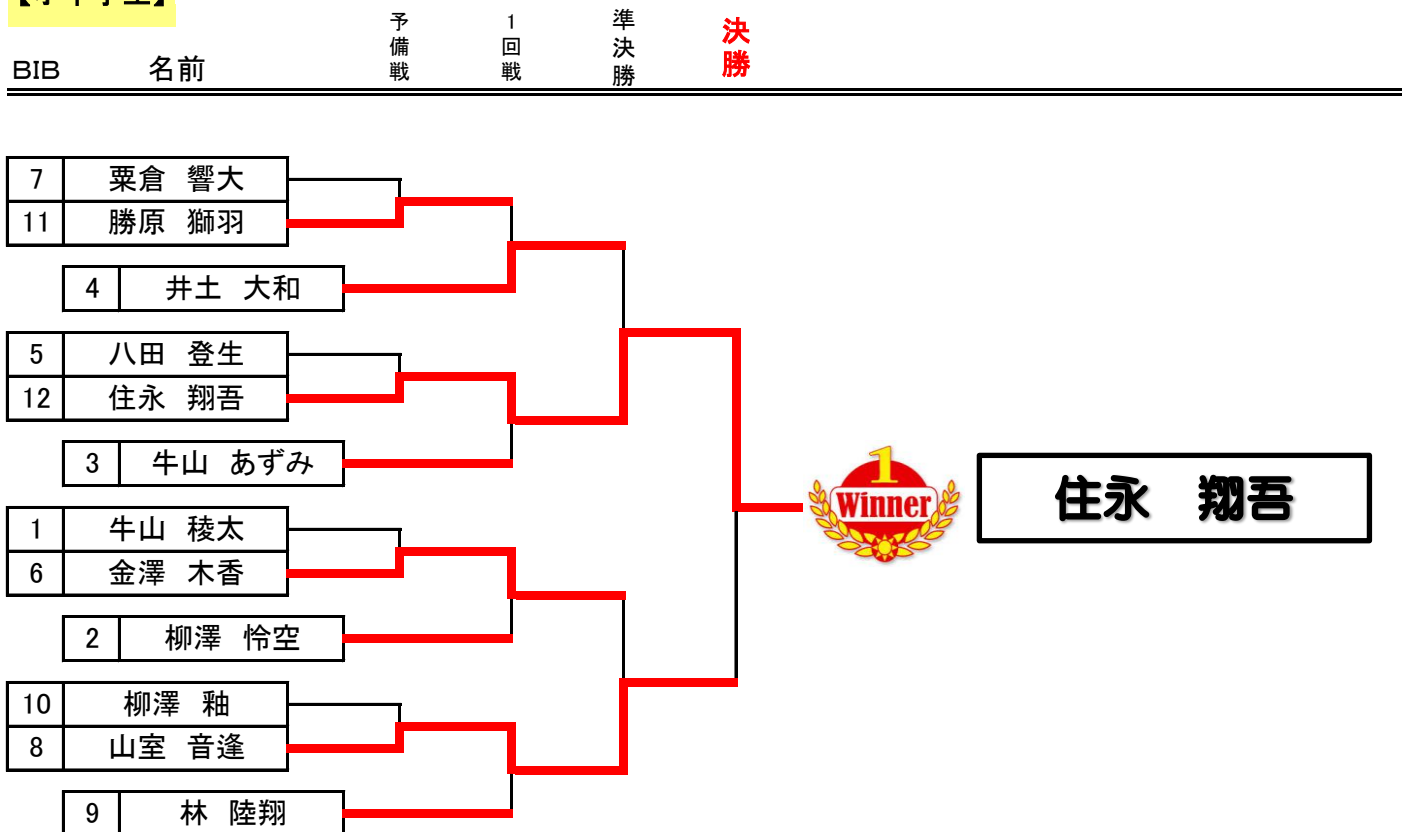 BIB 名前 予備戦 1回戦 準決勝 決勝
7 粟倉 響大
11 勝原 獅羽
4 井土 大和
5 八田 登生
12 住永 翔吾
3 牛山 あずみ
1 Winner 住永 翔吾
1 牛山 稜太
6 金澤 木香
2 柳澤 怜空
10 柳澤 釉
8 山室 音逢
9 林 陸翔